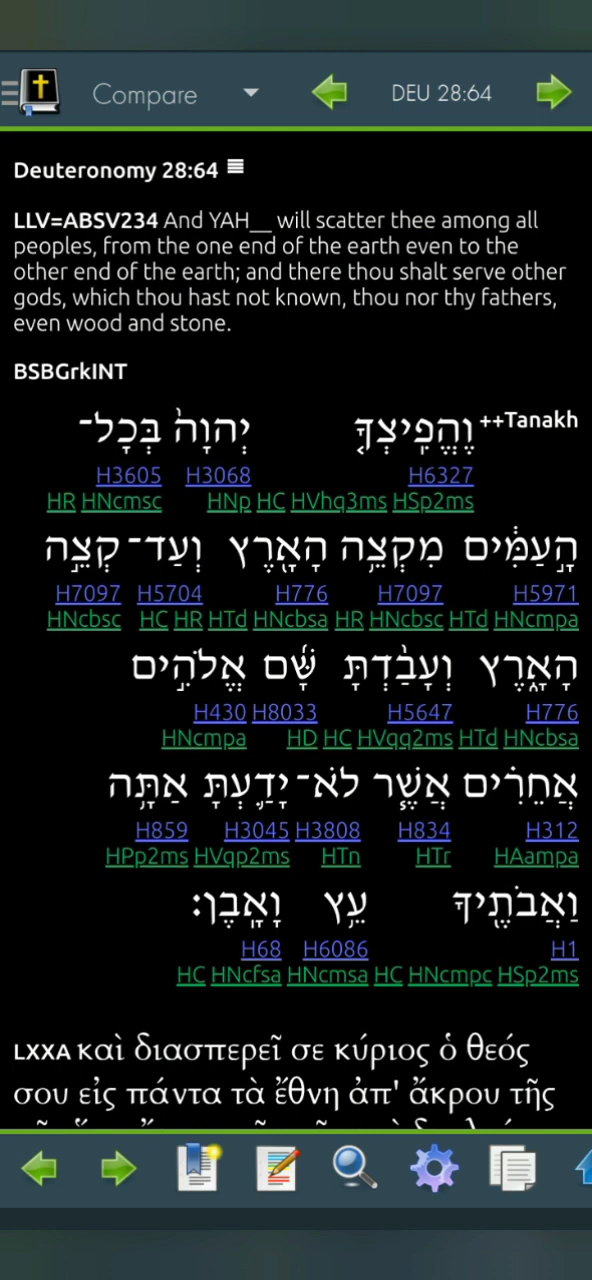 Compare
DEU 28:64
Deuteronomy 28:64
LLV=ABSV234 And YAH__ will scatter thee among all
peoples, from the one end of the earth even to the
other end of the earth; and there thou shalt serve other
gods, which thou hast not known, thou nor thy fathers,
even wood and stone.
BSBGrkINT
++Tanakh וֶהֱפִֽיצְךָ֤ יְהוָה֙ בְּכָל־
H3605 H3068 H6327
HR HNcmsc HNp HC HVhq3ms HSp2ms
הָ֣עַמִּ֔ים מִקְצֵ֥ה הָאָ֖רֶץ וְעַד־ קְצֵ֣ה
H7097 H5704 H776 H7097 H5971
HNcbsc HC HR HTd HNcbsa HR HNcbsc HTd HNcmpa
הָאָ֑רֶץ וְעָבַ֨דְתָּ שָּׁ֜ם אֱלֹהִ֣ים
H430 H8033 H5647 H776
HNcmpa HD HC HVqq2ms HTd HNcbsa
אֲחֵרִ֗ים אֲשֶׁ֧ר לֹא־ יָדַ֛עְתָּ אַתָּ֥ה
H859 H3045 H3808 H834 H312
HPp2ms HVqp2ms HTn HTr HAampa
וַאֲבֹתֶ֖יךָ עֵ֥ץ וָאָֽבֶן׃
H68 H6086 H1
HC HNcfsa HNcmsa HC HNcmpc HSp2ms
LXXA καὶ διασπερεῖ σε κύριος ὁ θεός
σου εἰς πάντα τὰ ἔθνη ἀπ' ἄκρου τῆς